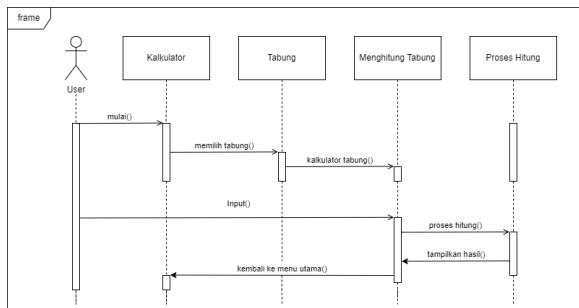 frame
Kalkulator
Tabung
Menghitung Tabung
Proses Hitung
User
mulai()
memilih tabung()
kalkulator tabung()
Input()
proses hitung()
tampilkan hasil()
kembali ke menu utama()